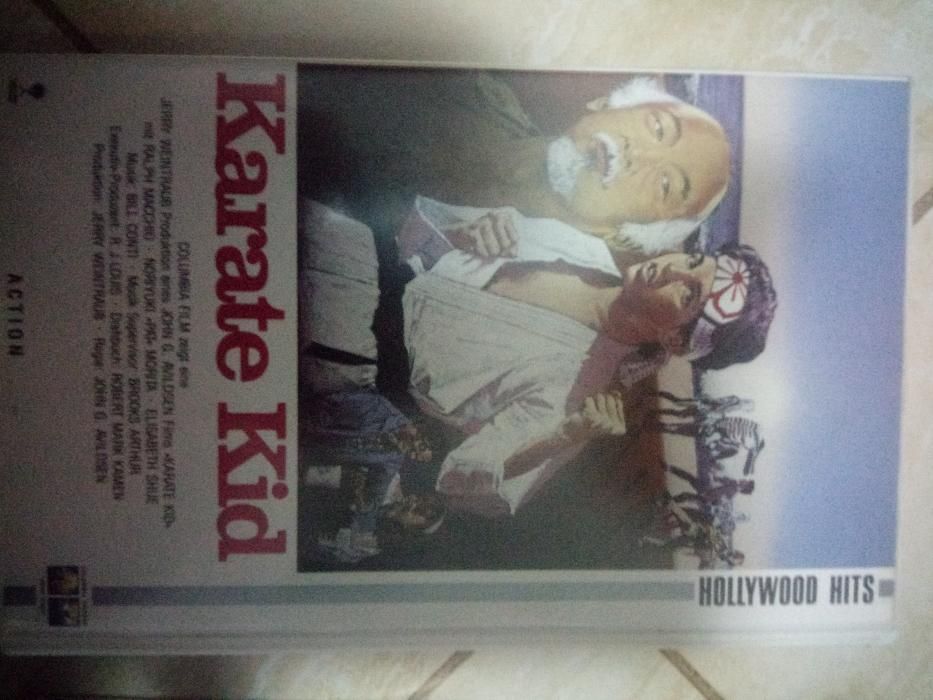 HOLLYWOOD HITS
Karate Kid
COLUMBIA FILM zeigt eine
JERRY WEINTRAUB Produktion eines JOHN G. AVILDSEN Films «KARATE KID»
mit RALPH MACCHIO · NORIYUKI «PAT» MORITA · ELISABETH SHUE
Musik: BILL CONTI · Musik Supervisor: BROOKS ARTHUR
Executiv-Produzent: R. J. LOUIS · Drehbuch: ROBERT MARK KAMEN
Produktion: JERRY WEINTRAUB · Regie: JOHN G. AVILDSEN
ACTION